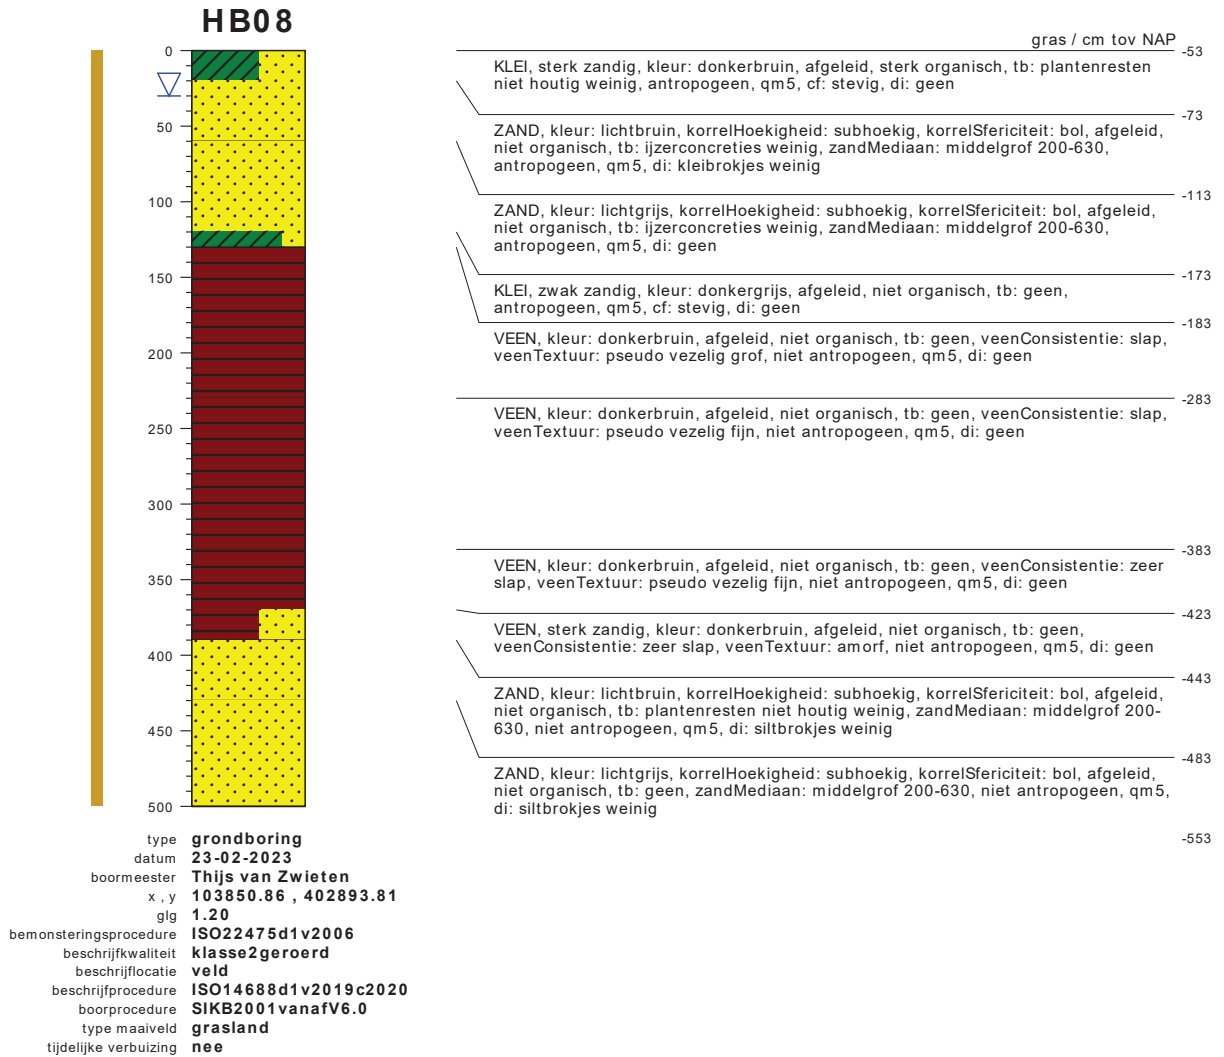 HB08
gras / cm tov NAP
0
50
100
150
200
250
300
350
400
450
500
-53
KLEI, sterk zandig, kleur: donkerbruin, afgeleid, sterk organisch, tb: plantenresten
niet houtig weinig, antropogeen, qm5, cf: stevig, di: geen
-73
ZAND, kleur: lichtbruin, korrelHoekigheid: subhoekig, korrelSfericiteit: bol, afgeleid,
niet organisch, tb: ijzerconcreties weinig, zandMediaan: middelgrof 200-630,
antropogeen, qm5, di: kleibrokjes weinig
-113
ZAND, kleur: lichtgrijs, korrelHoekigheid: subhoekig, korrelSfericiteit: bol, afgeleid,
niet organisch, tb: ijzerconcreties weinig, zandMediaan: middelgrof 200-630,
antropogeen, qm5, di: geen
-173
KLEI, zwak zandig, kleur: donkergrijs, afgeleid, niet organisch, tb: geen,
antropogeen, qm5, cf: stevig, di: geen
-183
VEEN, kleur: donkerbruin, afgeleid, niet organisch, tb: geen, veenConsistentie: slap,
veenTextuur: pseudo vezelig grof, niet antropogeen, qm5, di: geen
-283
VEEN, kleur: donkerbruin, afgeleid, niet organisch, tb: geen, veenConsistentie: slap,
veenTextuur: pseudo vezelig fijn, niet antropogeen, qm5, di: geen
-383
VEEN, kleur: donkerbruin, afgeleid, niet organisch, tb: geen, veenConsistentie: zeer
slap, veenTextuur: pseudo vezelig fijn, niet antropogeen, qm5, di: geen
-423
VEEN, sterk zandig, kleur: donkerbruin, afgeleid, niet organisch, tb: geen,
veenConsistentie: zeer slap, veenTextuur: amorf, niet antropogeen, qm5, di: geen
-443
ZAND, kleur: lichtbruin, korrelHoekigheid: subhoekig, korrelSfericiteit: bol, afgeleid,
niet organisch, tb: plantenresten niet houtig weinig, zandMediaan: middelgrof 200-
630, niet antropogeen, qm5, di: siltbrokjes weinig
-483
ZAND, kleur: lichtgrijs, korrelHoekigheid: subhoekig, korrelSfericiteit: bol, afgeleid,
niet organisch, tb: geen, zandMediaan: middelgrof 200-630, niet antropogeen, qm5,
di: siltbrokjes weinig
-553
type grondboring
datum 23-02-2023
boormeester Thijs van Zwieten
x , y 103850.86 , 402893.81
glg 1.20
bemonsteringsprocedure ISO22475d1v2006
beschrijfkwaliteit klasse2geroerd
beschrijflocatie veld
beschrijfprocedure ISO14688d1v2019c2020
boorprocedure SIKB2001vanafV6.0
type maaiveld grasland
tijdelijke verbuizing nee